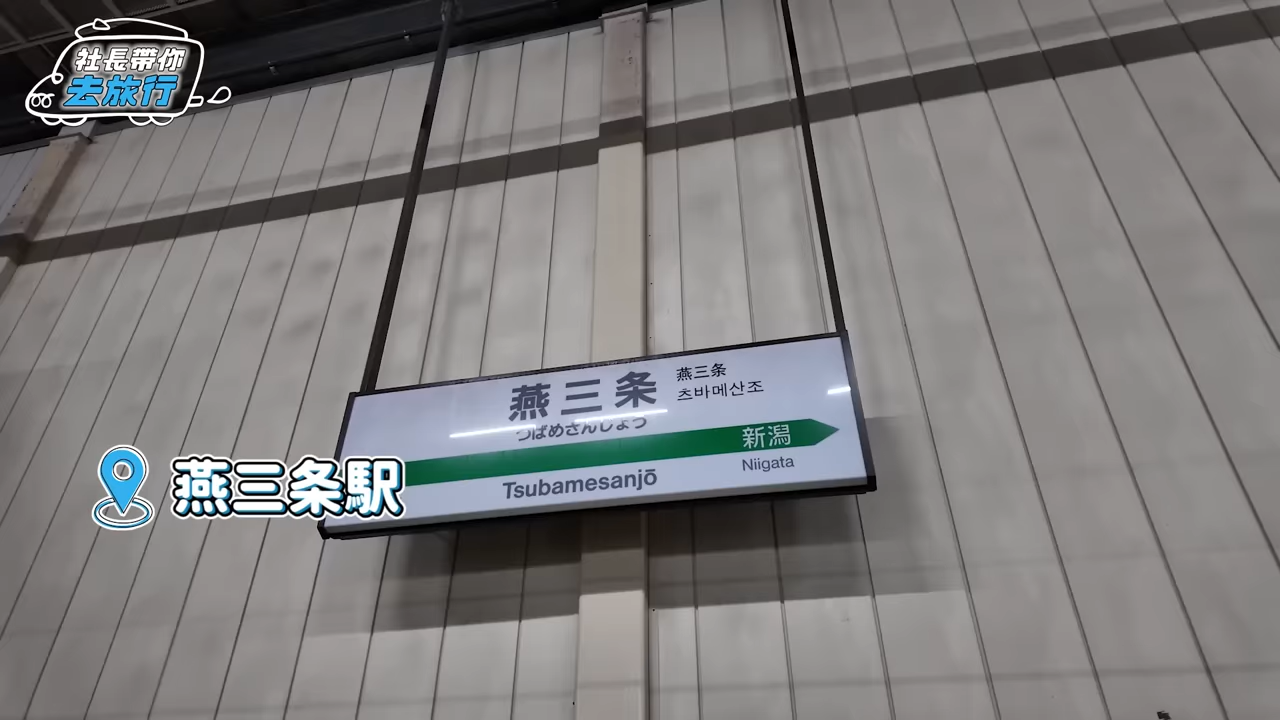 社長帶你
去旅行
燕三条
燕三条
츠바메산조
つばめさんじょう
新潟
Niigata
Tsubamesanjō
燕三条駅